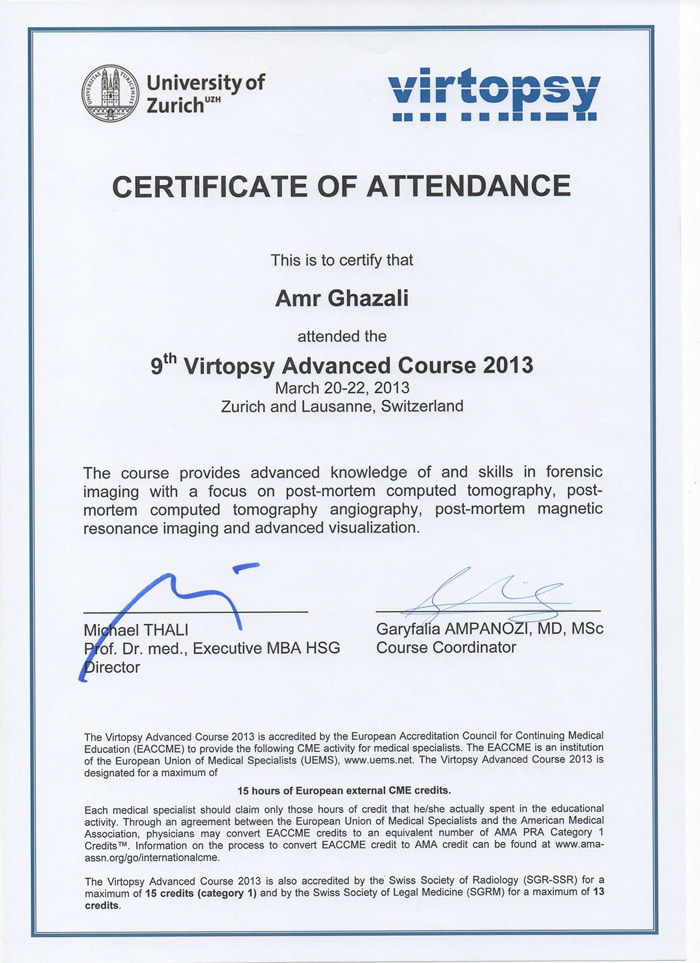 University of
Zurich UZH
virtopsy
CERTIFICATE OF ATTENDANCE
This is to certify that
Amr Ghazali
attended the
9th Virtopsy Advanced Course 2013
March 20-22, 2013
Zurich and Lausanne, Switzerland
The course provides advanced knowledge of and skills in forensic
imaging with a focus on post-mortem computed tomography, post-
mortem computed tomography angiography, post-mortem magnetic
resonance imaging and advanced visualization.
Michael THALI
Prof. Dr. med., Executive MBA HSG
Director
Garyfalia AMPANOZI, MD, MSc
Course Coordinator
The Virtopsy Advanced Course 2013 is accredited by the European Accreditation Council for Continuing Medical
Education (EACCME) to provide the following CME activity for medical specialists. The EACCME is an institution
of the European Union of Medical Specialists (UEMS), www.uems.net. The Virtopsy Advanced Course 2013 is
designated for a maximum of
15 hours of European external CME credits.
Each medical specialist should claim only those hours of credit that he/she actually spent in the educational
activity. Through an agreement between the European Union of Medical Specialists and the American Medical
Association, physicians may convert EACCME credits to an equivalent number of AMA PRA Category 1
Credits™. Information on the process to convert EACCME credit to AMA credit can be found at www.ama-
assn.org/go/internationalcme.
The Virtopsy Advanced Course 2013 is also accredited by the Swiss Society of Radiology (SGR-SSR) for a
maximum of 15 credits (category 1) and by the Swiss Society of Legal Medicine (SGRM) for a maximum of 13
credits.